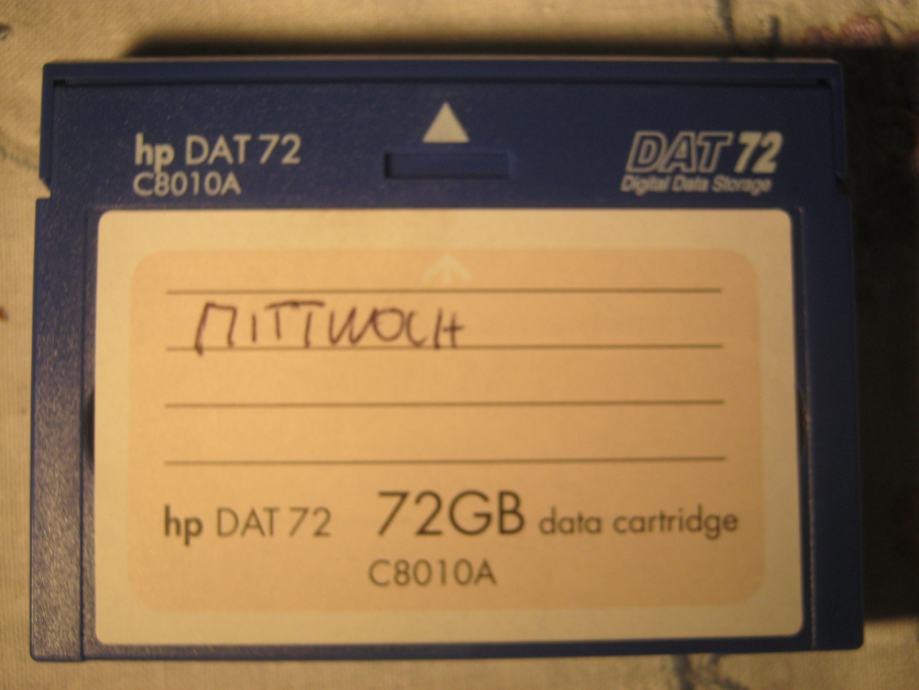 hp DAT 72
C8010A
DAT 72
Digital Data Storage
MITTWOCH
hp DAT 72 72GB data cartridge
C8010A